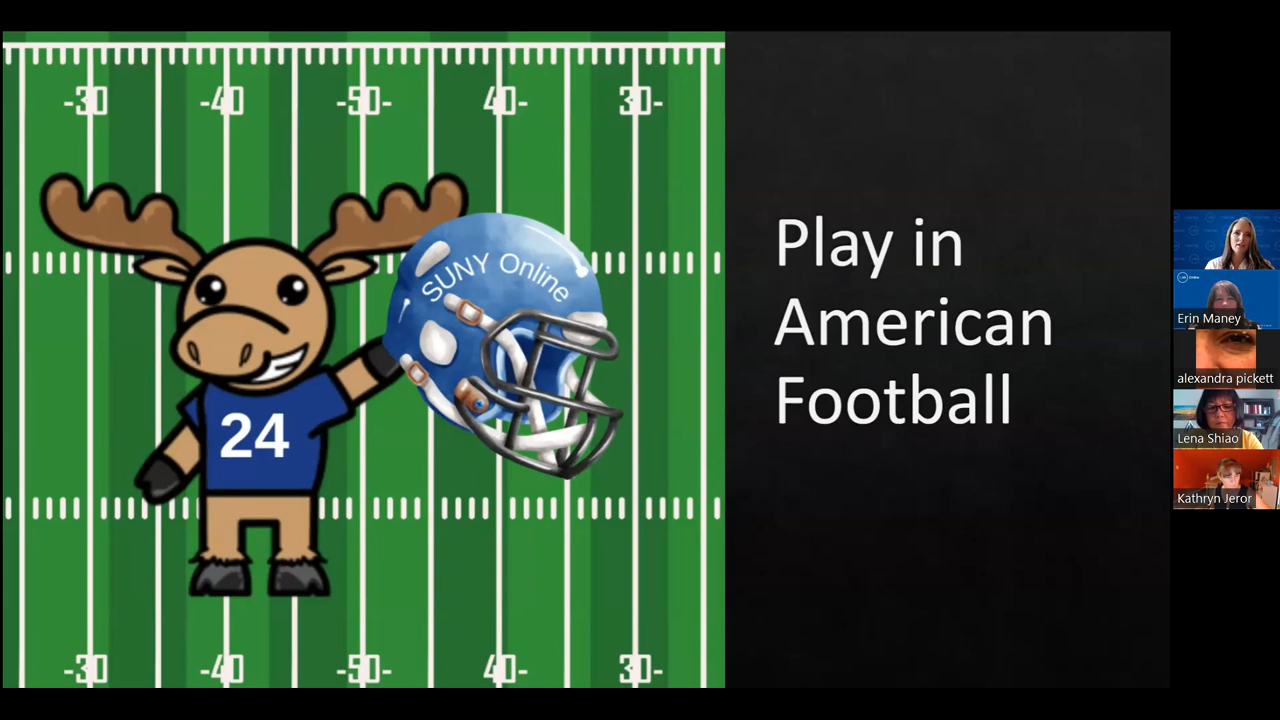 -30 -40 -50- 40- 30-
SUNY Online
24
-30 -40 -50- 40- 30-
Play in
American
Football
Erin Maney
alexandra pickett
Lena Shiao
Kathryn Jeror